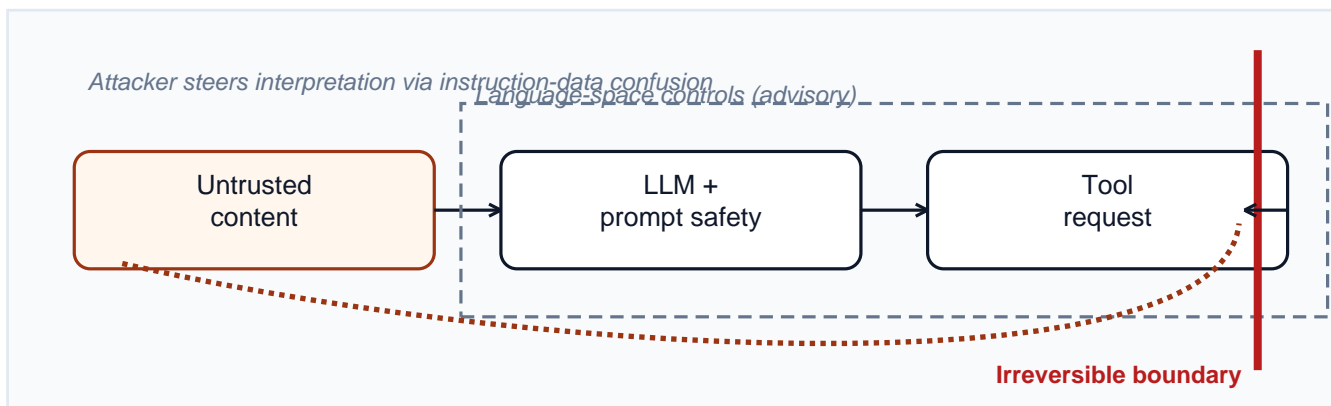 Attacker steers interpretation via instruction-data confusion
Language-space controls (advisory)
Untrusted
content
LLM +
prompt safety
Tool
request
Irreversible boundary